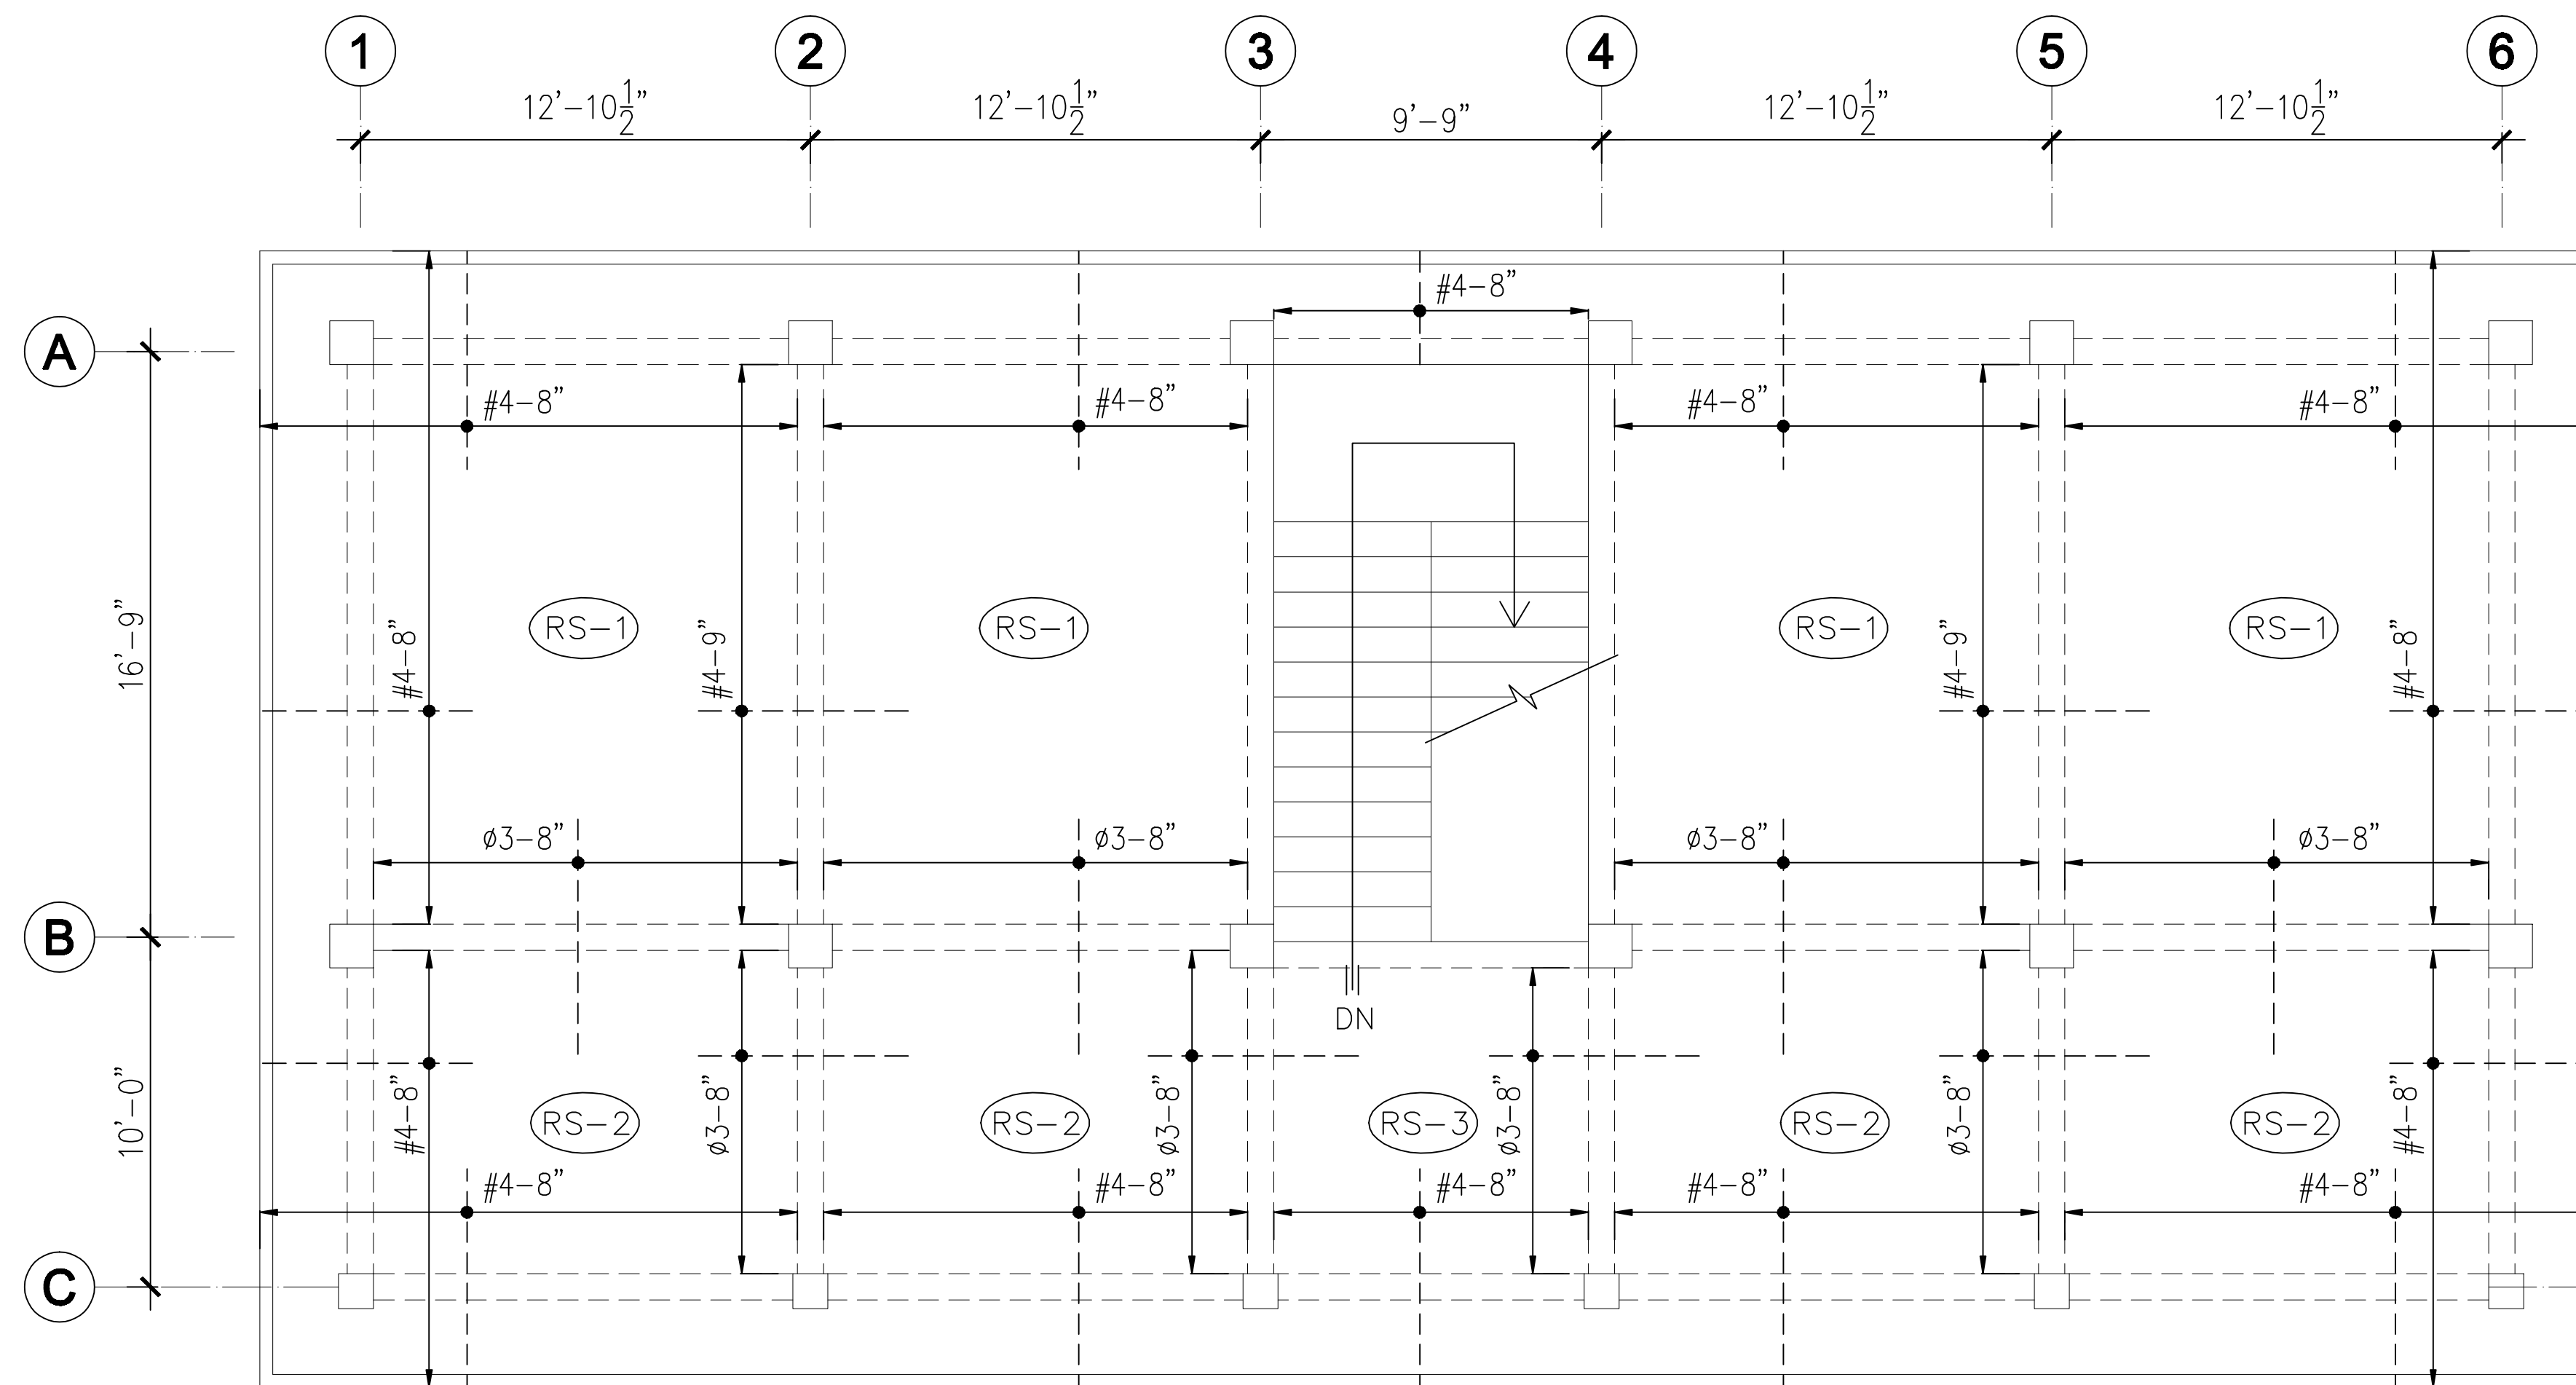 1 2 3 4 5 6
12'-10½" 12'-10½" 9'-9" 12'-10½" 12'-10½"
#4-8"
A
#4-8" #4-8" #4-8" #4-8"
16'-9" #4-8" RS-1 #4-9" RS-1 RS-1 #4-9" RS-1 #4-8"
ø3-8" ø3-8" ø3-8" ø3-8"
B
DN
10'-0" #4-8" RS-2 ø3-8" RS-2 ø3-8" RS-3 ø3-8" RS-2 ø3-8" RS-2 #4-8"
#4-8" #4-8" #4-8" #4-8" #4-8"
C